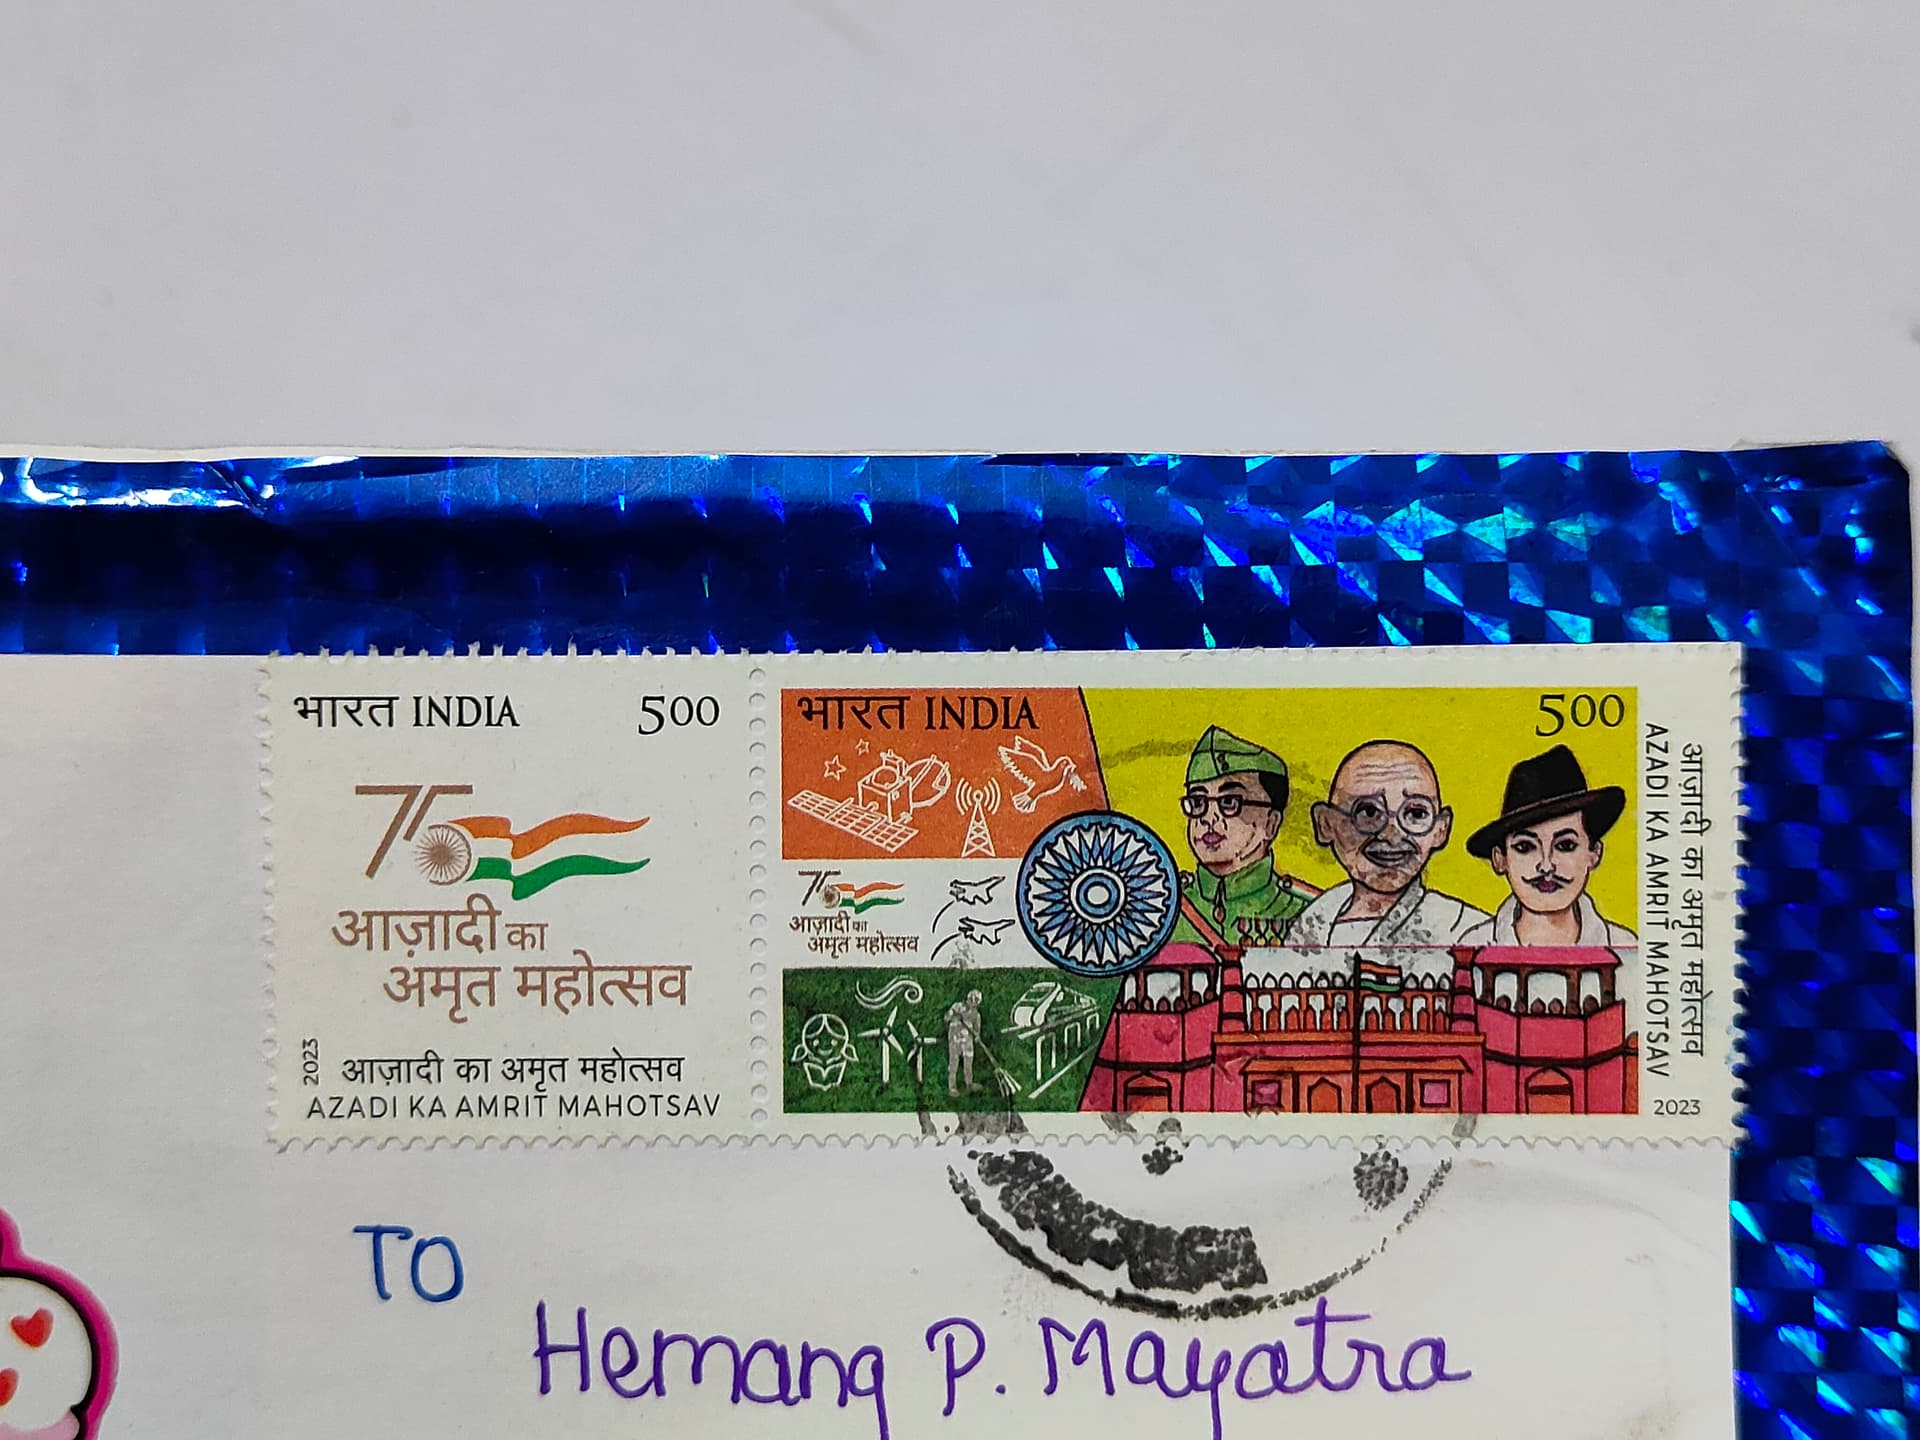 भारत INDIA 500
75
आज़ादी का
अमृत महोत्सव
2023
आज़ादी का अमृत महोत्सव
AZADI KA AMRIT MAHOTSAV
भारत INDIA 500
75
आज़ादी का
अमृत महोत्सव
आज़ादी का अमृत महोत्सव
AZADI KA AMRIT MAHOTSAV
2023
TO
Hemang P. Mayatra